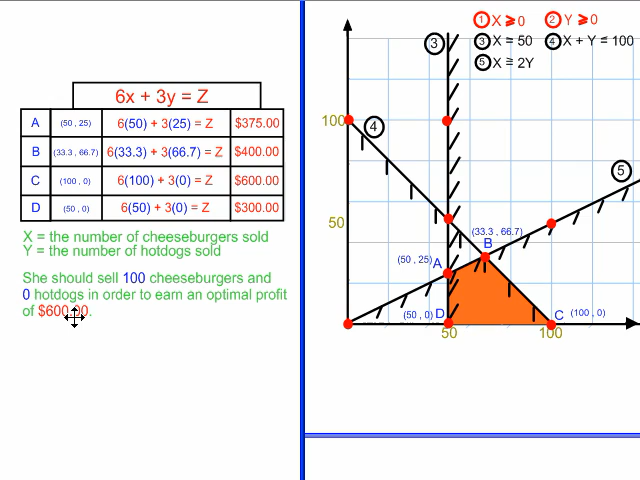 6x + 3y = Z
A (50 , 25) 6(50) + 3(25) = Z $375.00
B (33.3 , 66.7) 6(33.3) + 3(66.7) = Z $400.00
C (100 , 0) 6(100) + 3(0) = Z $600.00
D (50 , 0) 6(50) + 3(0) = Z $300.00
X = the number of cheeseburgers sold
Y = the number of hotdogs sold
She should sell 100 cheeseburgers and
0 hotdogs in order to earn an optimal profit
of $600.00.
1 X ⩾ 0 2 Y ⩾ 0
3 X = 50 4 X + Y = 100
5 X = 2Y
3
100
4
5
50
(33.3 , 66.7)
B
(50 , 25) A
(50 , 0) D
C (100 , 0)
50
100